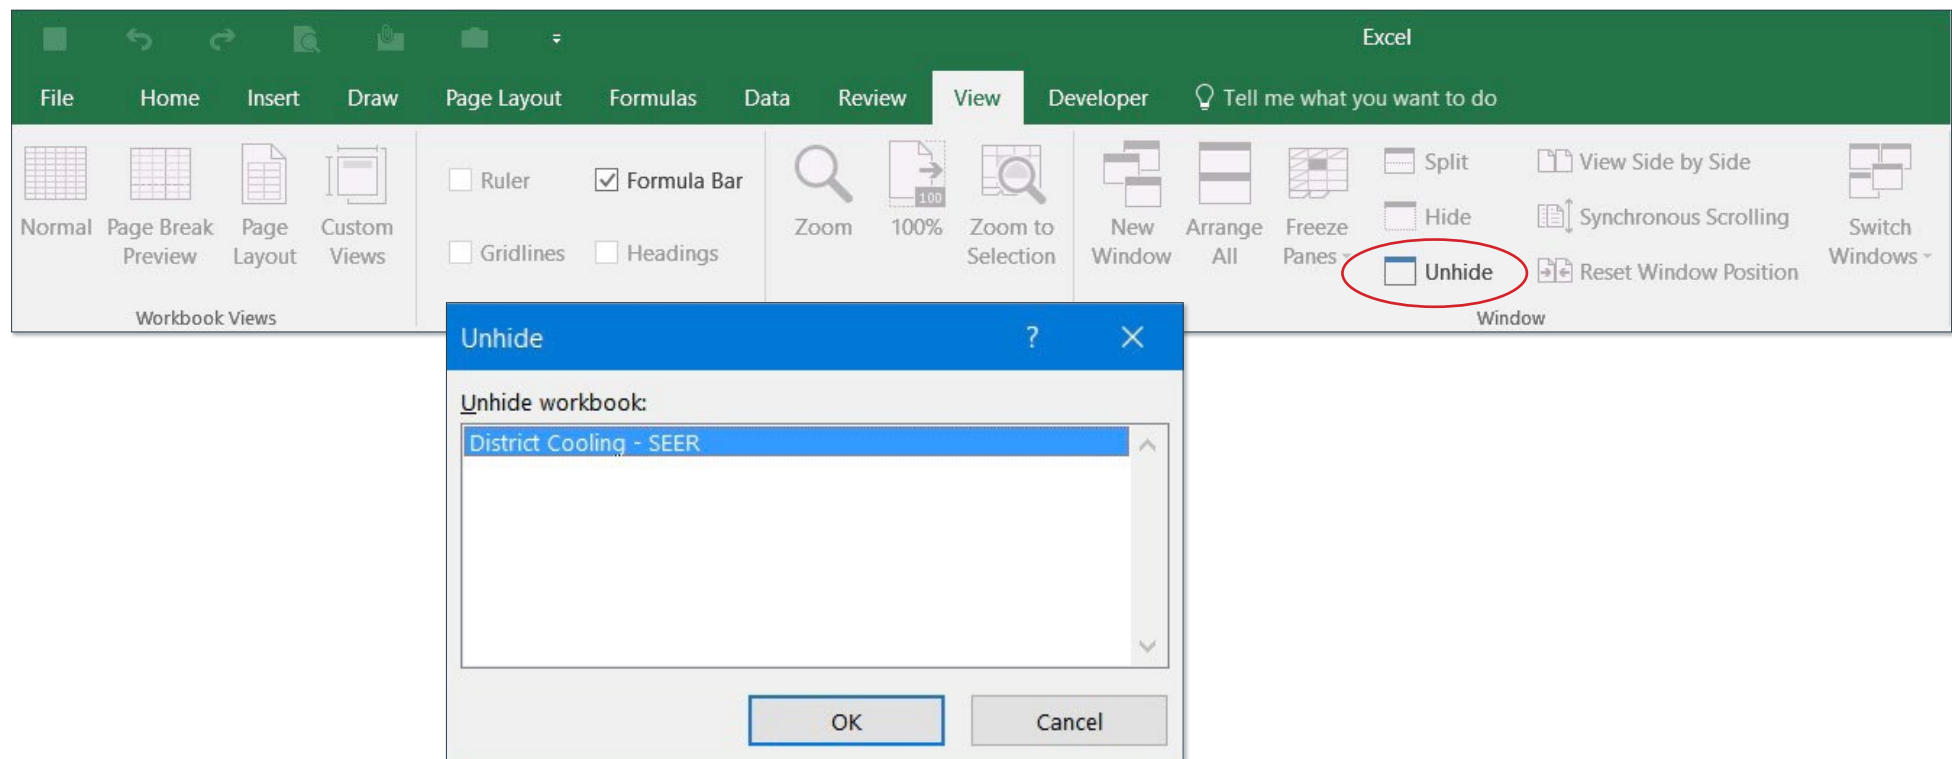 Excel
File Home Insert Draw Page Layout Formulas Data Review View Developer Tell me what you want to do
Normal
Page Break
Preview
Page
Layout
Custom
Views
Workbook Views
Ruler
Formula Bar
Gridlines
Headings
Zoom
100
100%
Zoom to
Selection
New
Window
Arrange
All
Freeze
Panes
Split
Hide
Unhide
View Side by Side
Synchronous Scrolling
Reset Window Position
Switch
Windows
Window
Unhide ?
Unhide workbook:
District Cooling - SEER
OK Cancel